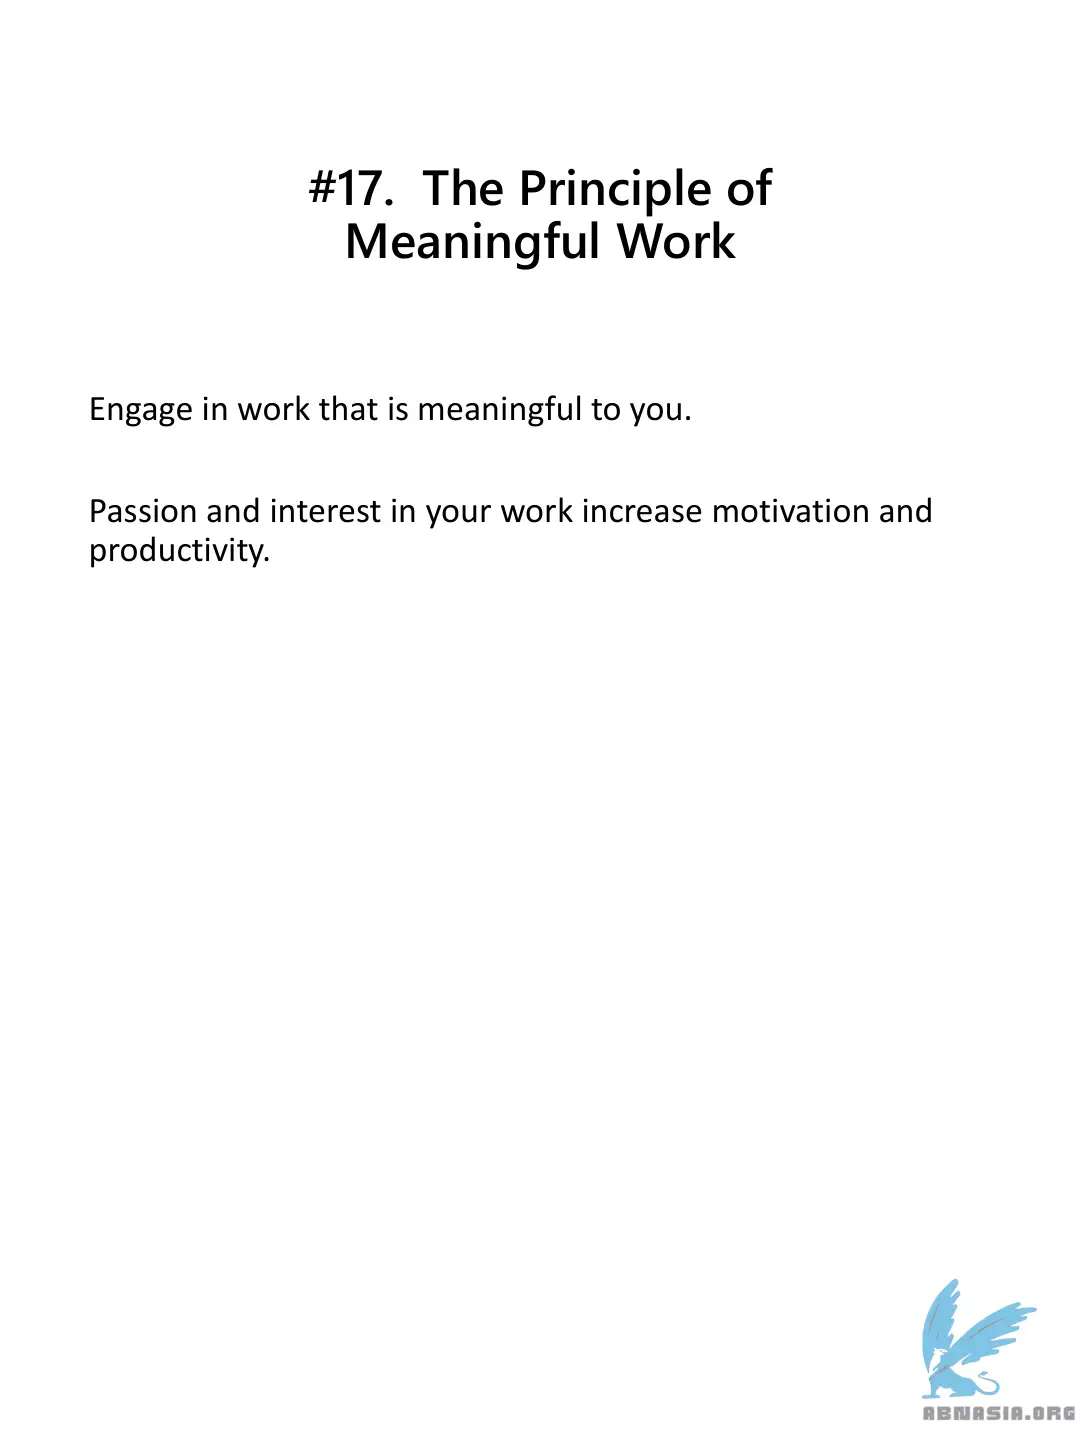 #17.  The Principle of
Meaningful Work
Engage in work that is meaningful to you.
Passion and interest in your work increase motivation and
productivity.
ABNASIA.ORG